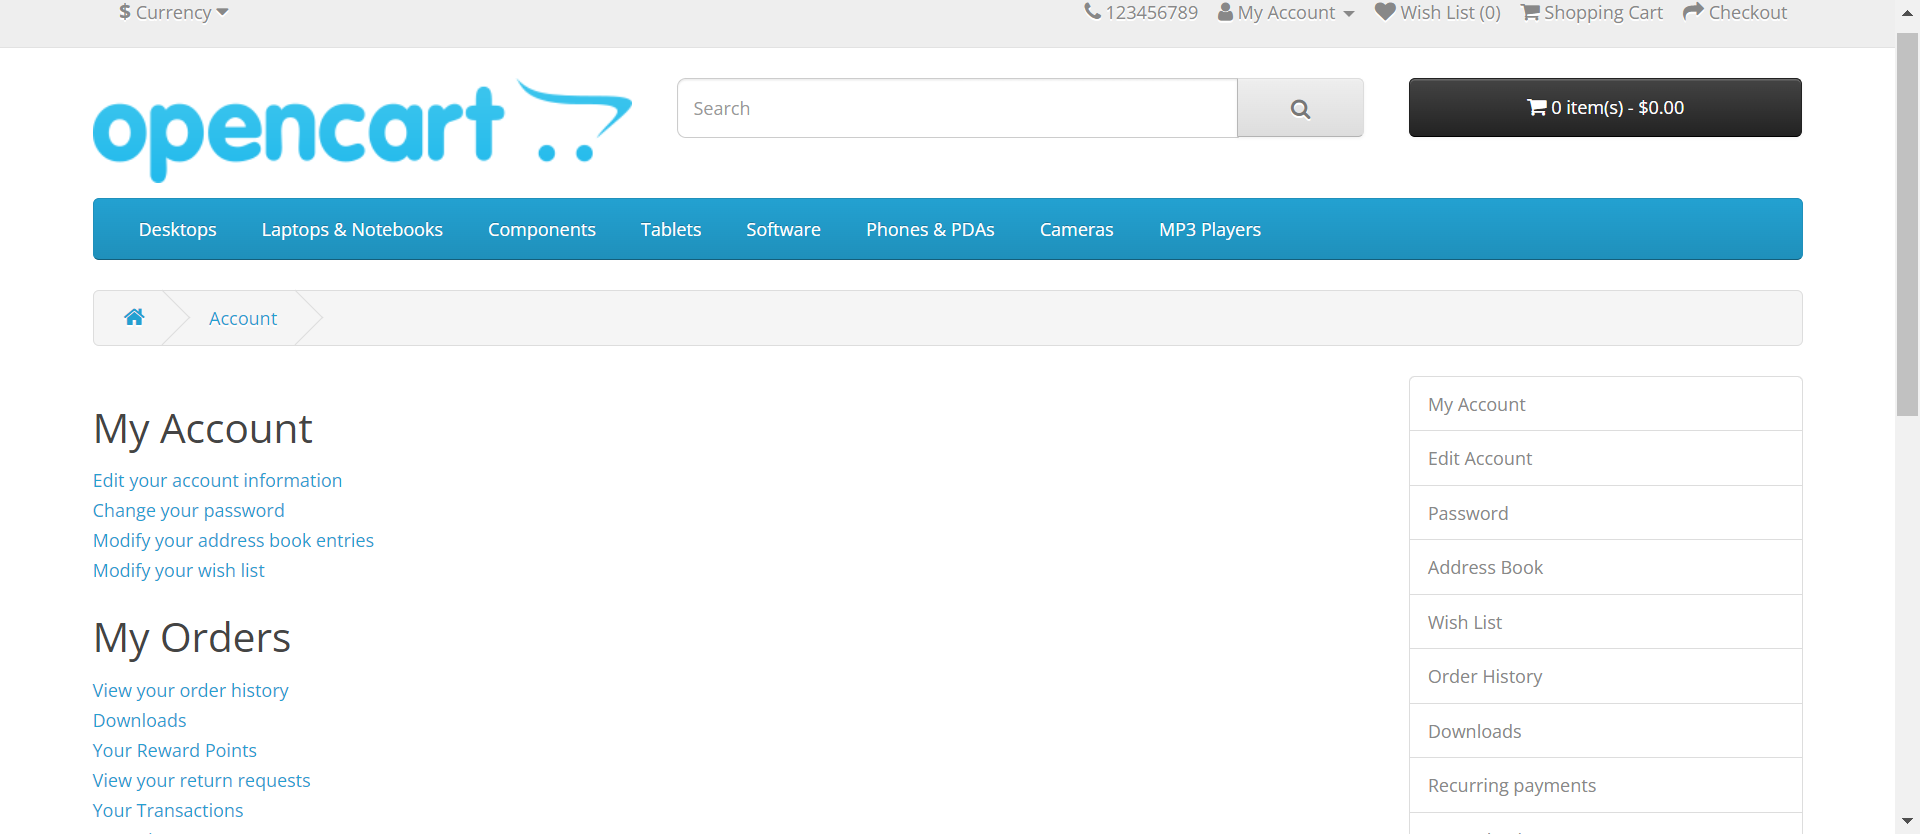 $ Currency
123456789 My Account Wish List (0) Shopping Cart Checkout
opencart
Search
0 item(s) - $0.00
Desktops Laptops & Notebooks Components Tablets Software Phones & PDAs Cameras MP3 Players
Account
My Account
Edit your account information
Change your password
Modify your address book entries
Modify your wish list
My Orders
View your order history
Downloads
Your Reward Points
View your return requests
Your Transactions
My Account
Edit Account
Password
Address Book
Wish List
Order History
Downloads
Recurring payments